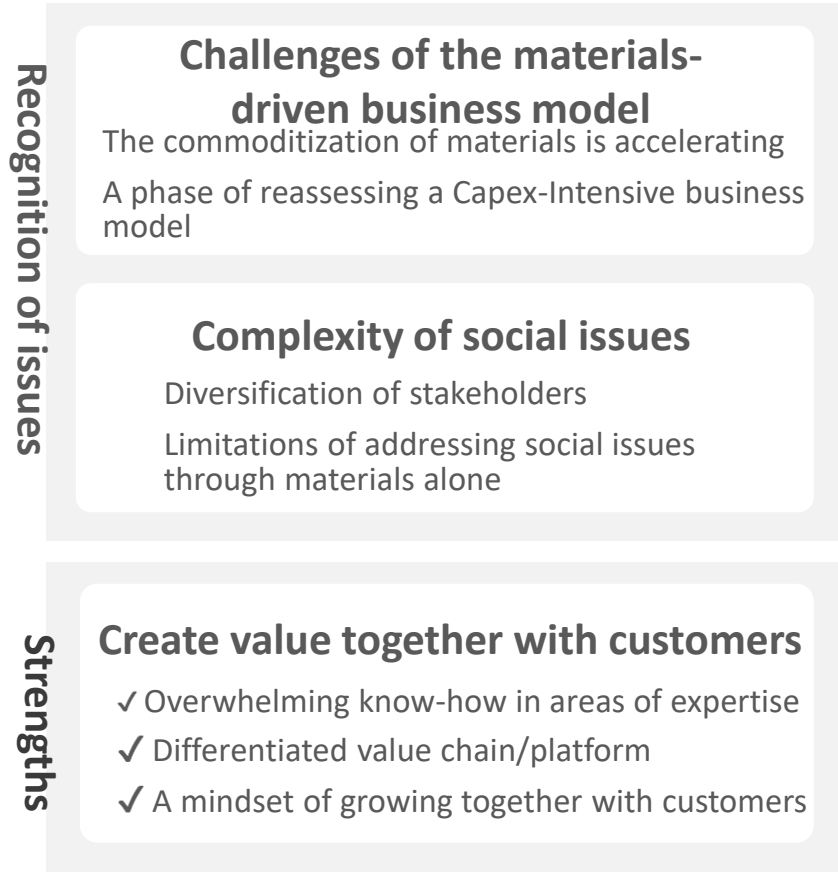 Recognition of issues
Challenges of the materials-
driven business model
The commoditization of materials is accelerating
A phase of reassessing a Capex-Intensive business
model
Complexity of social issues
Diversification of stakeholders
Limitations of addressing social issues
through materials alone
Strengths
Create value together with customers
✓ Overwhelming know-how in areas of expertise
✓ Differentiated value chain/platform
✓ A mindset of growing together with customers